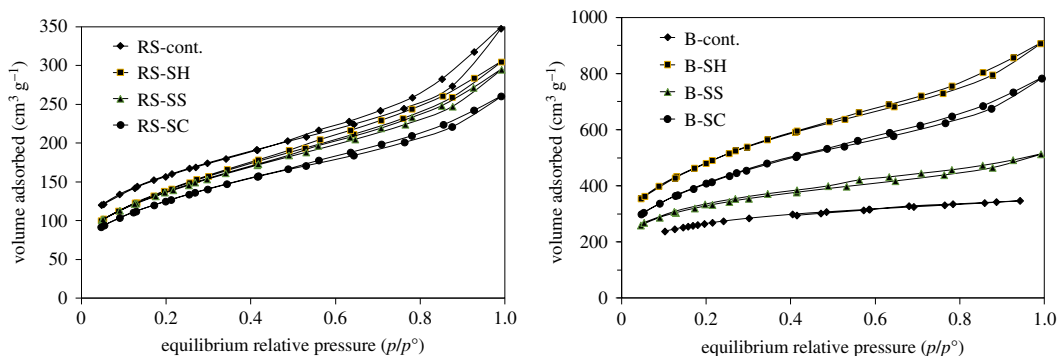 350
300
250
200
150
100
50
0
volume adsorbed (cm³ g⁻¹)
RS-cont.
RS-SH
RS-SS
RS-SC
0 0.2 0.4 0.6 0.8 1.0
equilibrium relative pressure (p/p°)
1000
800
600
400
200
0
volume adsorbed (cm³ g⁻¹)
B-cont.
B-SH
B-SS
B-SC
0 0.2 0.4 0.6 0.8 1.0
equilibrium relative pressure (p/p°)